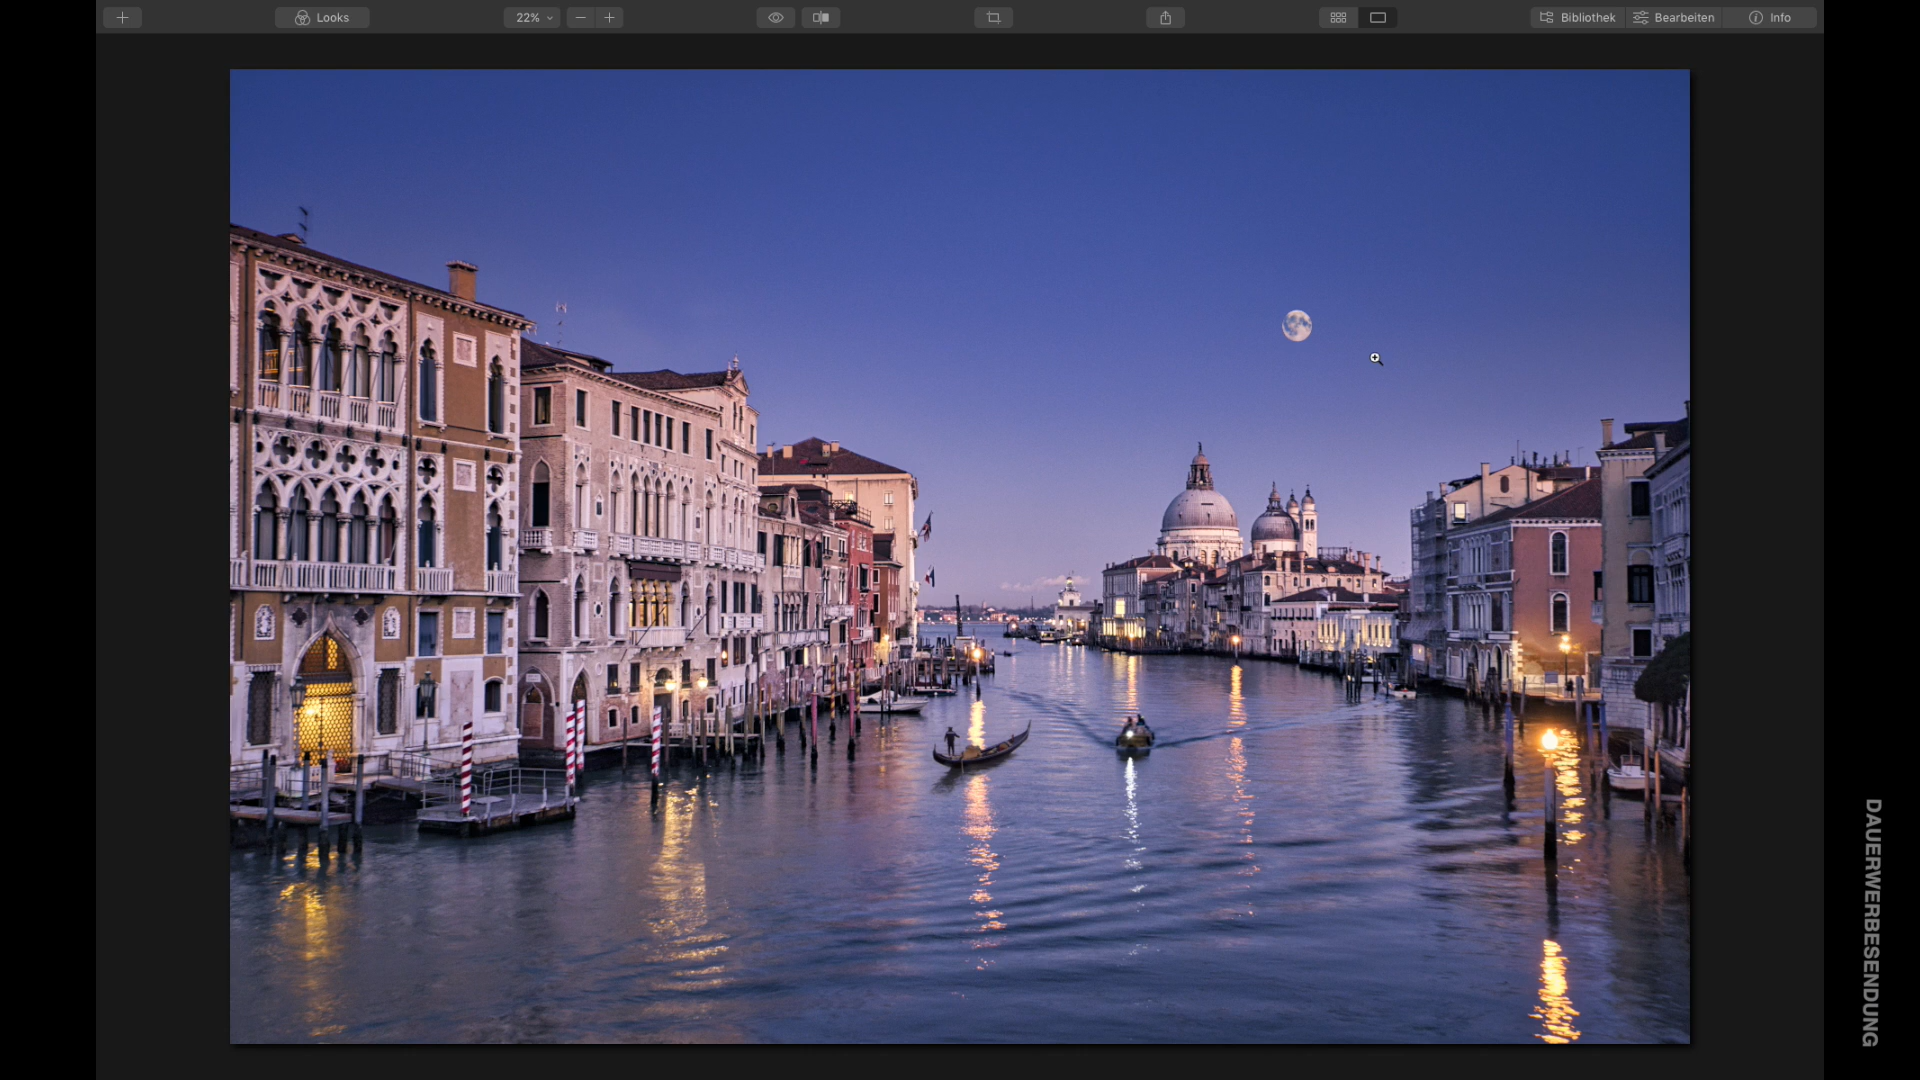 Looks
22%
Bibliothek
Bearbeiten
Info
DAUERWERBESENDUNG